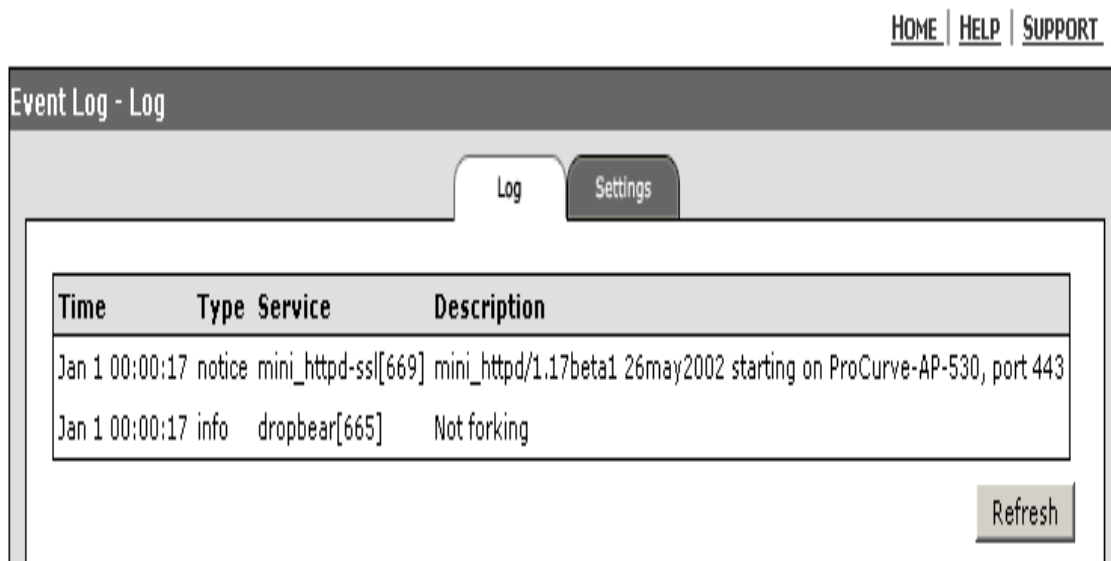 HOME | HELP | SUPPORT
Event Log - Log
Log Settings
Time Type Service Description
Jan 1 00:00:17 notice mini_httpd-ssl[669] mini_httpd/1.17beta1 26may2002 starting on ProCurve-AP-530, port 443
Jan 1 00:00:17 info dropbear[665] Not forking
Refresh